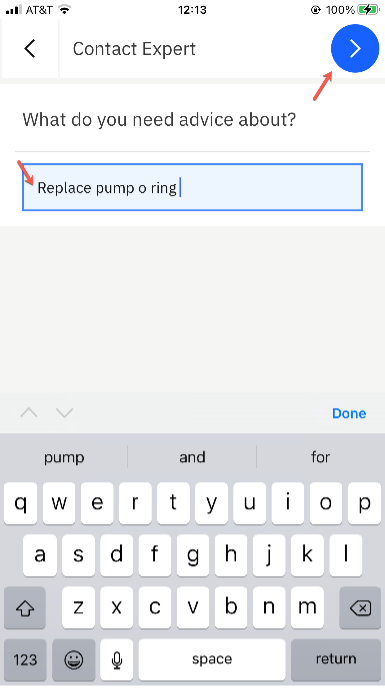 AT&T 12:13 100%
Contact Expert
What do you need advice about?
Replace pump o ring
Done
pump and for
q w e r t y u i o p
a s d f g h j k l
z x c v b n m
123 space return